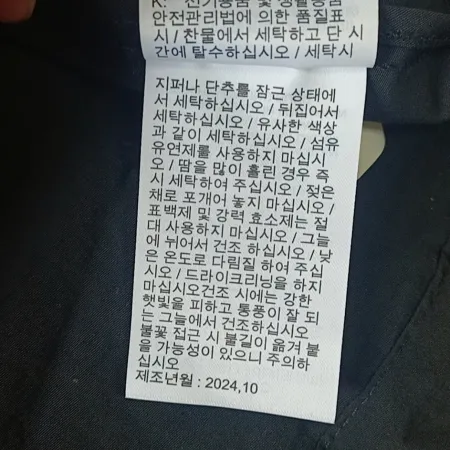 K: 전기용품 및 생활용품
안전관리법에 의한 품질표
시 / 찬물에서 세탁하고 단 시
간에 탈수하십시오 / 세탁시
지퍼나 단추를 잠근 상태에
서 세탁하십시오 / 뒤집어서
세탁하십시오 / 유사한 색상
과 같이 세탁하십시오 / 섬유
유연제를 사용하지 마십시
오 / 땀을 많이 흘린 경우 즉
시 세탁하여 주십시오 / 젖은
채로 포개어 놓지 마십시오 /
표백제 및 강력 효소제는 절
대 사용하지 마십시오 / 그늘
에 뉘어서 건조 하십시오 / 낮
은 온도로 다림질 하여 주십
시오 / 드라이크리닝을 하지
마십시오건조 시에는 강한
햇빛을 피하고 통풍이 잘 되
는 그늘에서 건조하십시오
불꽃 접근 시 불길이 옮겨 붙
을 가능성이 있으니 주의하
십시오
제조년월 : 2024,10